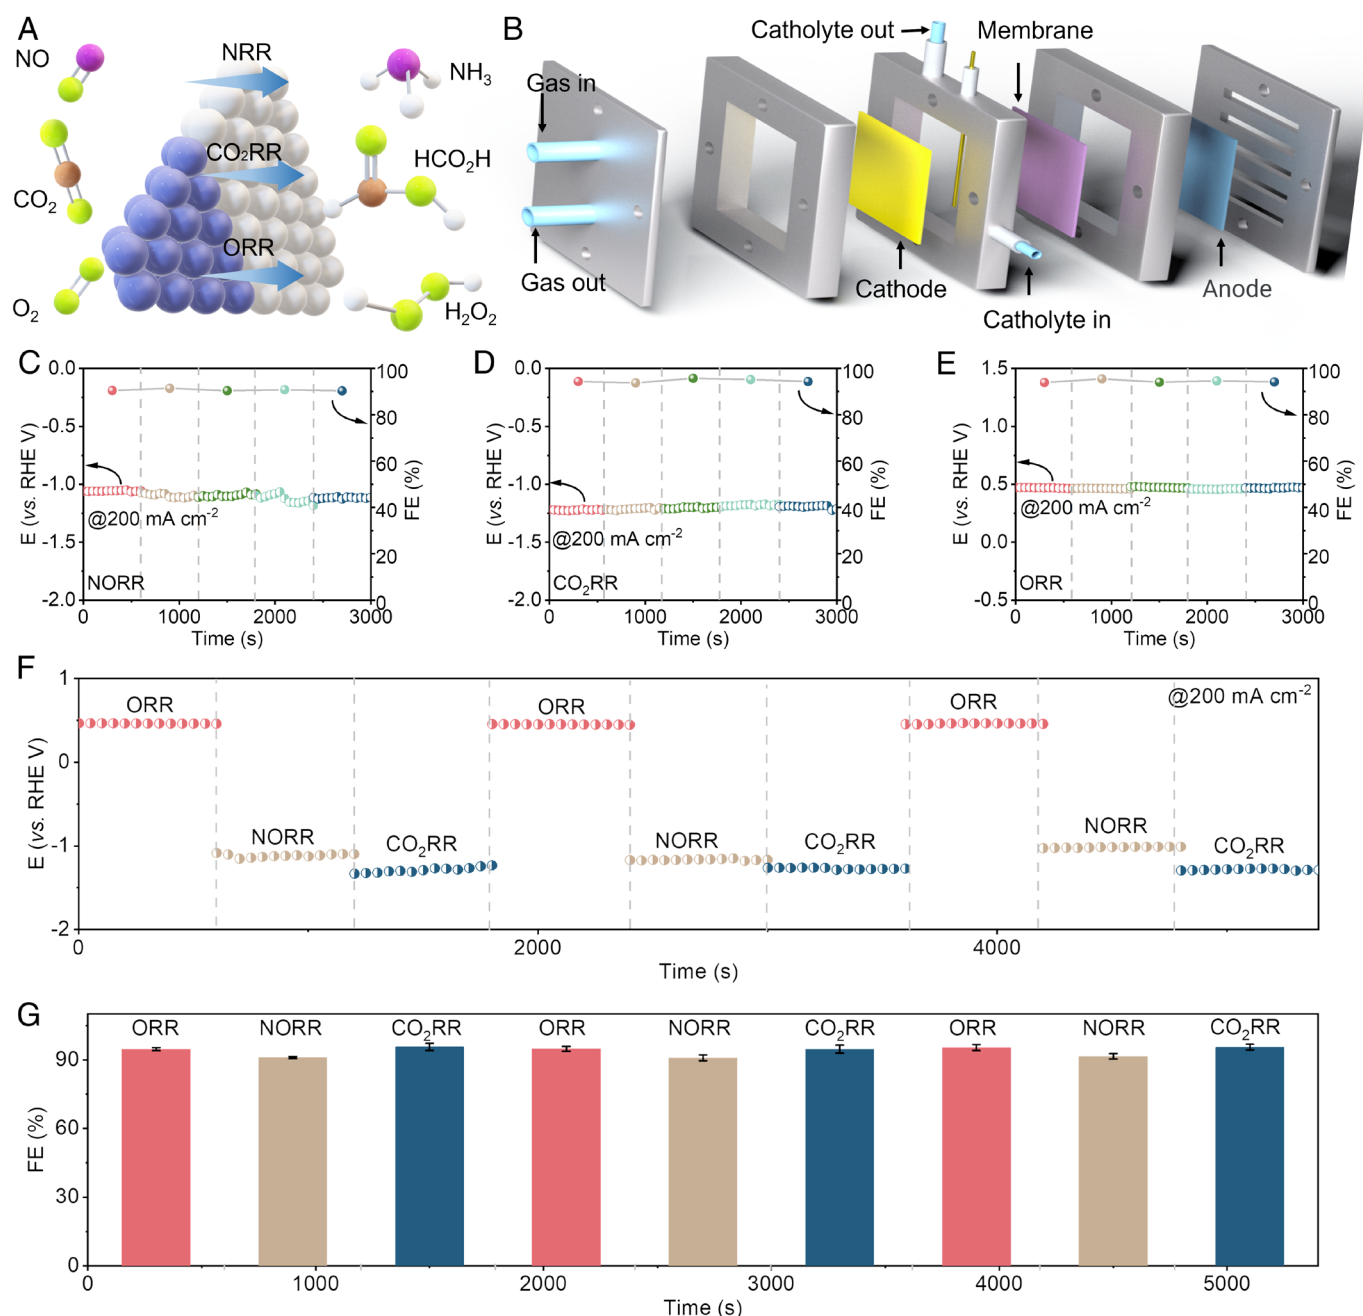 A
NO
NRR
NH3
CO2
CO2RR
HCO2H
O2
ORR
H2O2
B
Catholyte out
Membrane
Gas in
Gas out
Cathode
Catholyte in
Anode
C
0.0
-0.5
-1.0
-1.5
-2.0
E (vs. RHE V)
100
80
60
40
20
0
FE (%)
@200 mA cm-2
NORR
0 1000 2000 3000
Time (s)
D
0.0
-0.5
-1.0
-1.5
-2.0
E (vs. RHE V)
100
80
60
40
20
0
FE (%)
@200 mA cm-2
CO2RR
0 1000 2000 3000
Time (s)
E
1.5
1.0
0.5
0.0
-0.5
E (vs. RHE V)
100
80
60
40
20
0
FE (%)
@200 mA cm-2
ORR
0 1000 2000 3000
Time (s)
F
1
0
-1
-2
E (vs. RHE V)
@200 mA cm-2
ORR NORR CO2RR ORR NORR CO2RR ORR NORR CO2RR
0 2000 4000
Time (s)
G
ORR NORR CO2RR ORR NORR CO2RR ORR NORR CO2RR
90
60
30
0
FE (%)
0 1000 2000 3000 4000 5000
Time (s)